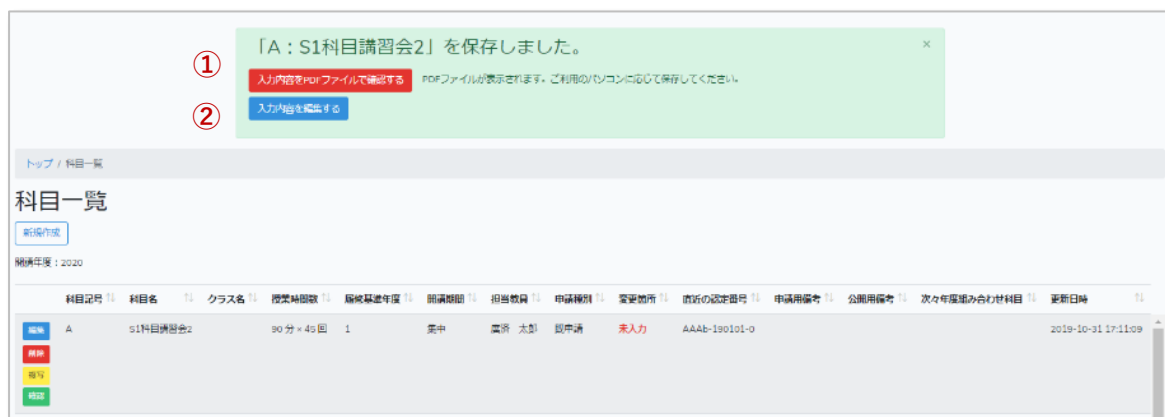 「A：S1科目講習会2」を保存しました。 ×
①
入力内容をPDFファイルで確認する PDFファイルが表示されます。ご利用のパソコンに応じて保存してください。
② 入力内容を編集する
トップ / 科目一覧
科目一覧
新規作成
開講年度：2020
科目記号 科目名 クラス名 授業時間数 履修基準年度 開講期間 担当教員 申請種別 変更箇所 直近の認定番号 申請用備考 公開用備考 次々年度組み合わせ科目 更新日時
編集 A S1科目講習会2 90 分 × 45 回 1 集中 廣済 太郎 既申請 未入力 AAAb-190101-0 2019-10-31 17:11:09
削除
複写
確認